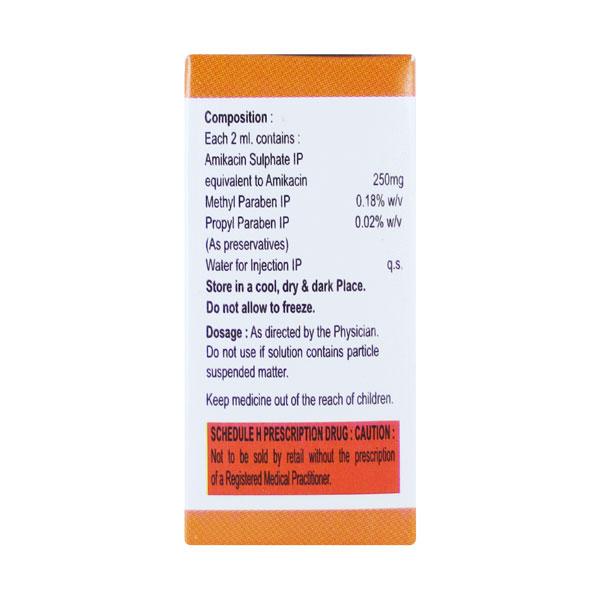 Composition :
Each 2 ml. contains :
Amikacin Sulphate IP
equivalent to Amikacin 250mg
Methyl Paraben IP 0.18% w/v
Propyl Paraben IP 0.02% w/v
(As preservatives)
Water for Injection IP q.s.
Store in a cool, dry & dark Place.
Do not allow to freeze.
Dosage : As directed by the Physician.
Do not use if solution contains particle
suspended matter.
Keep medicine out of the reach of children.
SCHEDULE H PRESCRIPTION DRUG : CAUTION :
Not to be sold by retail without the prescription
of a Registered Medical Practitioner.